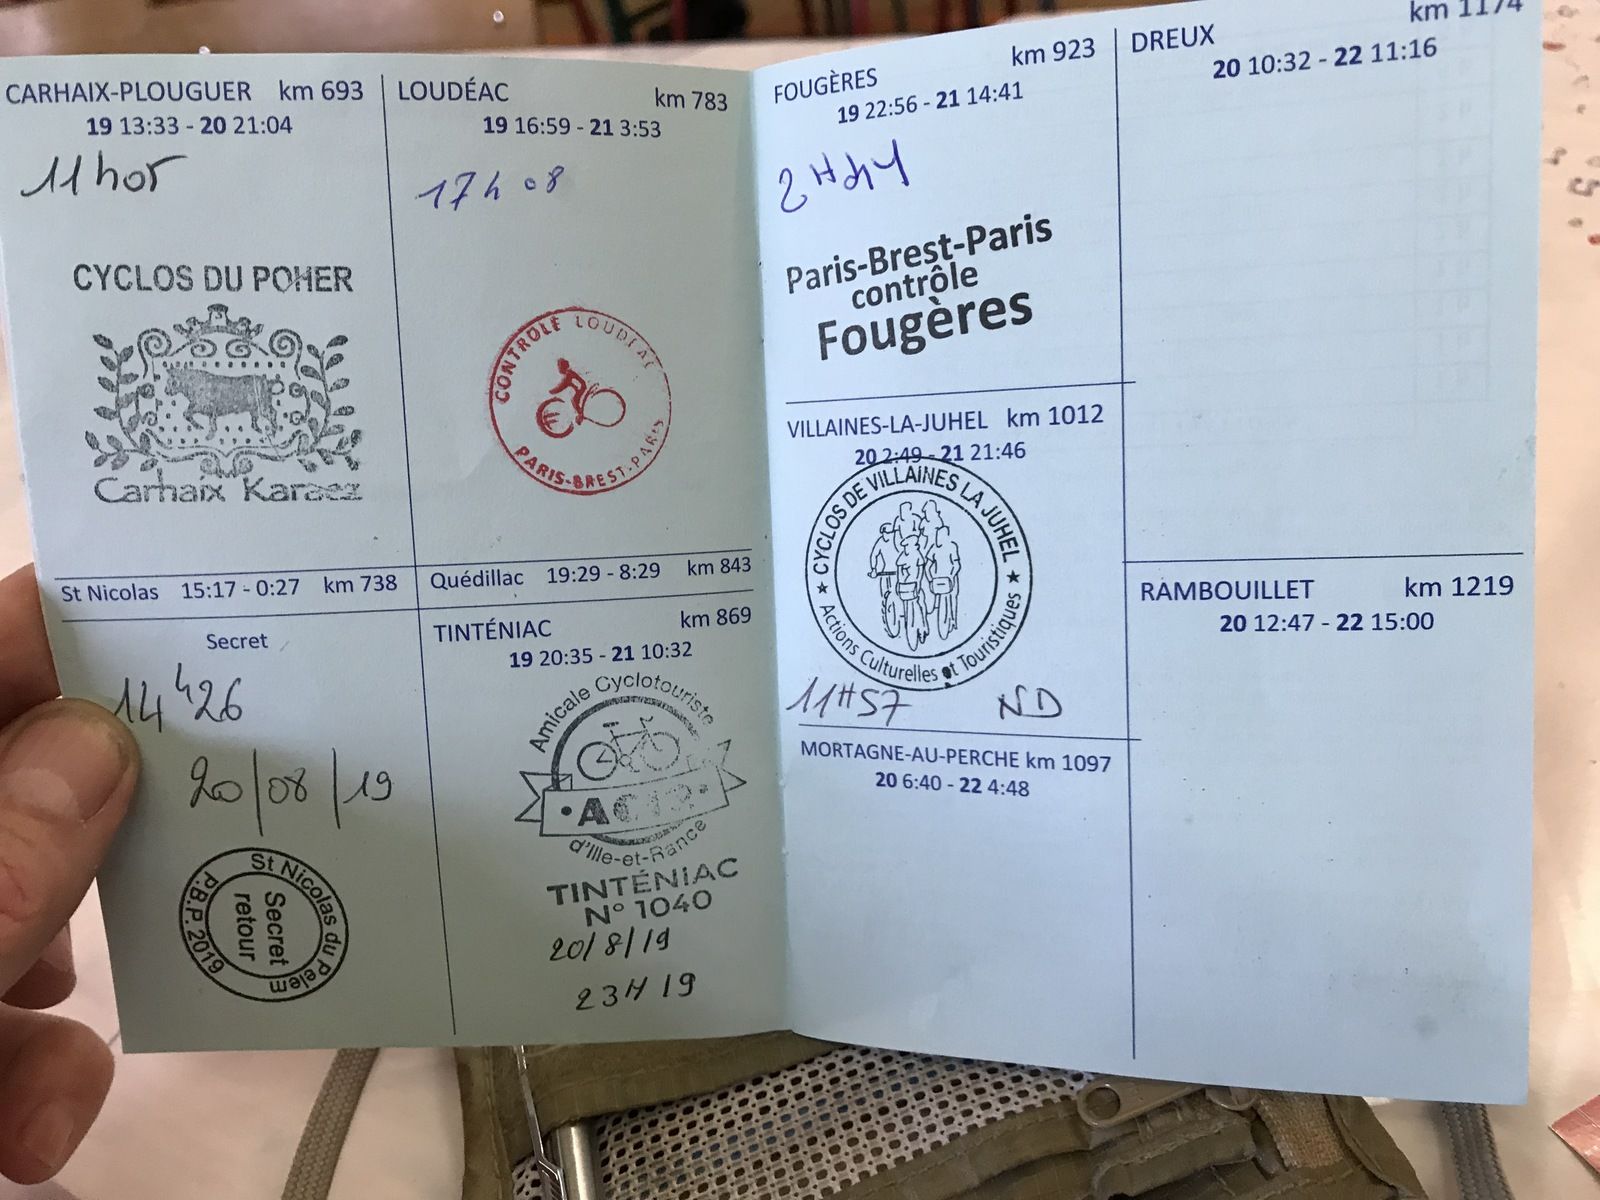 CARHAIX-PLOUGUER km 693
19 13:33 - 20 21:04
11h05
CYCLOS DU POHER
Carhaix Karaez
LOUDÉAC km 783
19 16:59 - 21 3:53
17h08
CONTROLE LOUDEAC
PARIS-BREST-PARIS
St Nicolas 15:17 - 0:27 km 738
Secret
14h26
20/08/19
St Nicolas du Pelem
Secret
retour
P.B.P. 2019
Quédillac 19:29 - 8:29 km 843
TINTÉNIAC km 869
19 20:35 - 21 10:32
Amicale Cyclotouriste
d'Ille-et-Rance
TINTÉNIAC
N° 1040
20/8/19
23H19
FOUGÈRES km 923
19 22:56 - 21 14:41
2H44
Paris-Brest-Paris
contrôle
Fougères
VILLAINES-LA-JUHEL km 1012
20 2:49 - 21 21:46
CYCLOS DE VILLAINES LA JUHEL
★ Actions Culturelles et Touristiques ★
11H57 ND
MORTAGNE-AU-PERCHE km 1097
20 6:40 - 22 4:48
DREUX km 1174
20 10:32 - 22 11:16
RAMBOUILLET km 1219
20 12:47 - 22 15:00